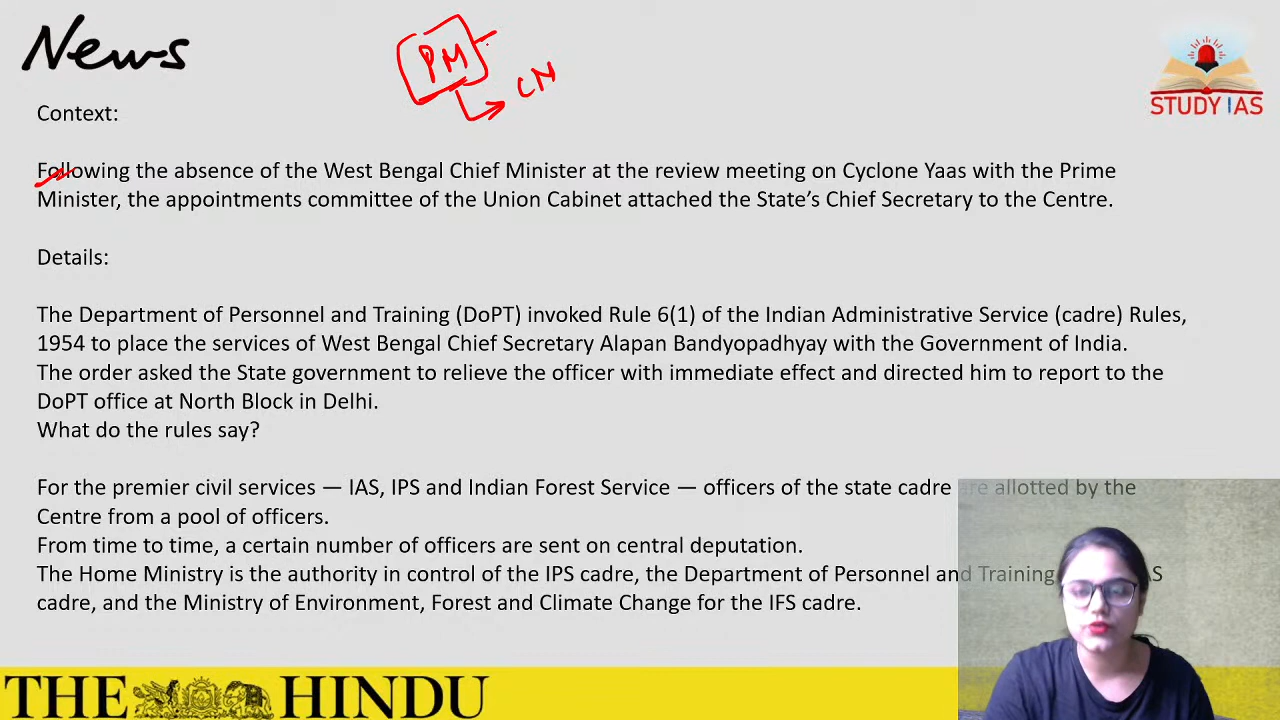 News
PM
CM
STUDY IAS
Context:
Following the absence of the West Bengal Chief Minister at the review meeting on Cyclone Yaas with the Prime
Minister, the appointments committee of the Union Cabinet attached the State’s Chief Secretary to the Centre.
Details:
The Department of Personnel and Training (DoPT) invoked Rule 6(1) of the Indian Administrative Service (cadre) Rules,
1954 to place the services of West Bengal Chief Secretary Alapan Bandyopadhyay with the Government of India.
The order asked the State government to relieve the officer with immediate effect and directed him to report to the
DoPT office at North Block in Delhi.
What do the rules say?
For the premier civil services — IAS, IPS and Indian Forest Service — officers of the state cadre are allotted by the
Centre from a pool of officers.
From time to time, a certain number of officers are sent on central deputation.
The Home Ministry is the authority in control of the IPS cadre, the Department of Personnel and Training
cadre, and the Ministry of Environment, Forest and Climate Change for the IFS cadre.
THE HINDU